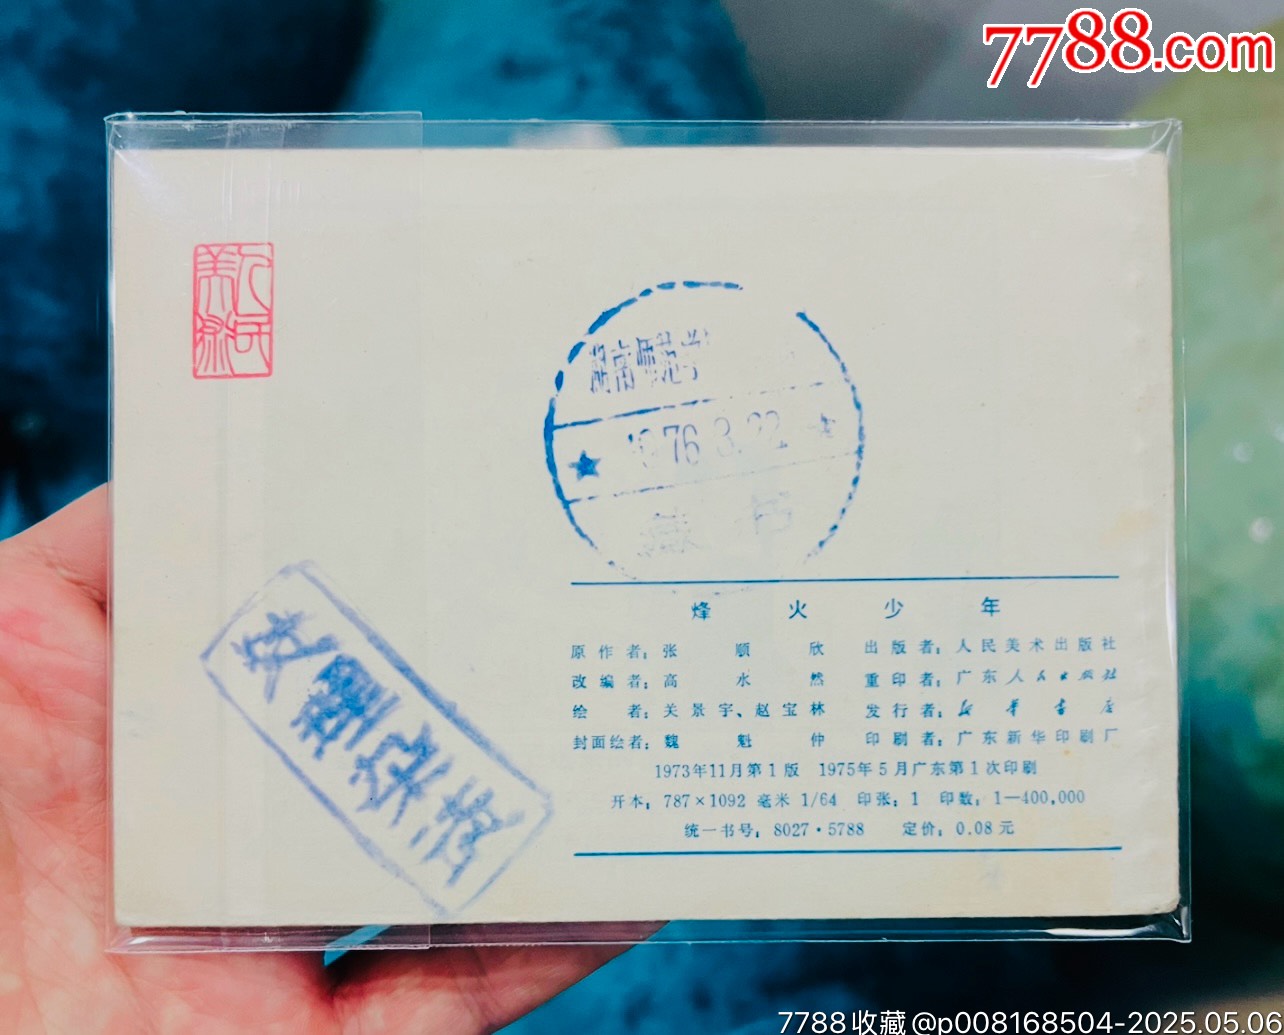 7788.com
人民美術
湖南师范学
1976.3.22
藏书
烽火少年
原作者：张顺欣 出版者：人民美术出版社
改编者：高水然 重印者：广东人民出版社
绘者：关景宇、赵宝林 发行者：新华书店
封面绘者：魏魁仲 印刷者：广东新华印刷厂
1973年11月第1版 1975年5月广东第1次印刷
开本：787×1092 毫米 1/64 印张：1 印数：1—400,000
统一书号：8027·5788 定价：0.08 元
7788收藏@p008168504-2025.05.06